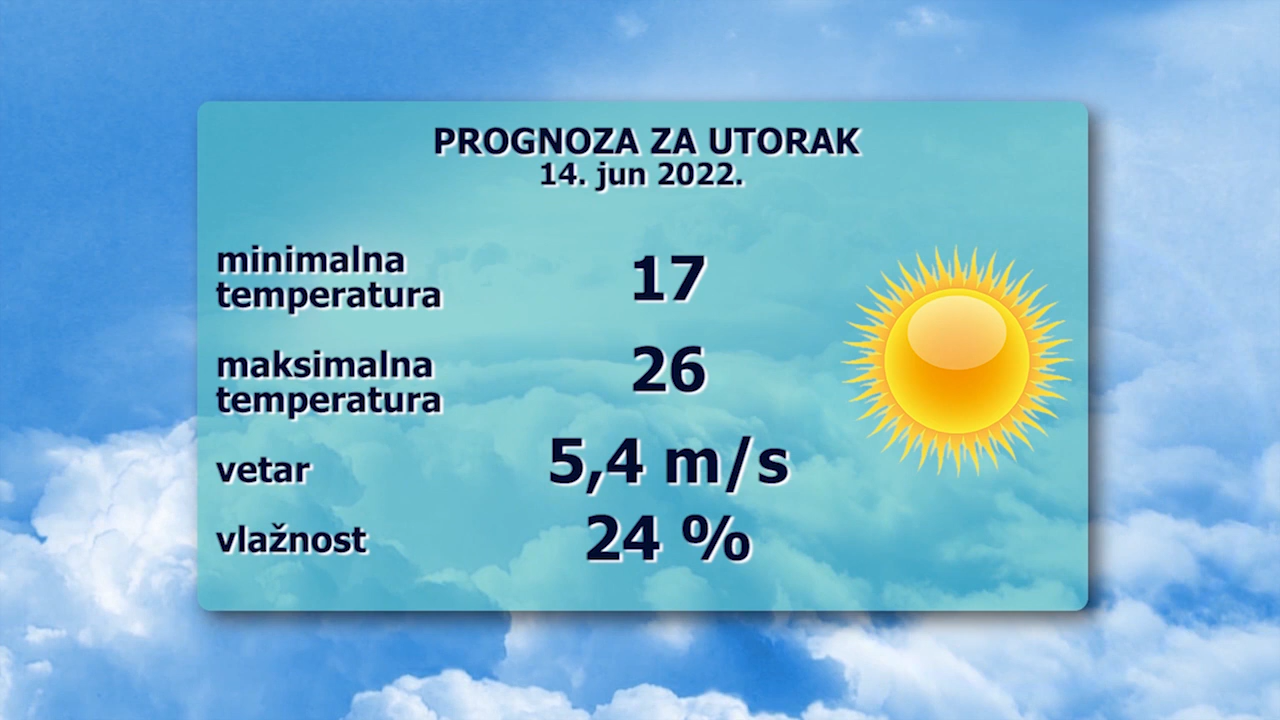 PROGNOZA ZA UTORAK
14. jun 2022.
minimalna
temperatura
17
maksimalna
temperatura
26
vetar
5,4 m/s
vlažnost
24 %